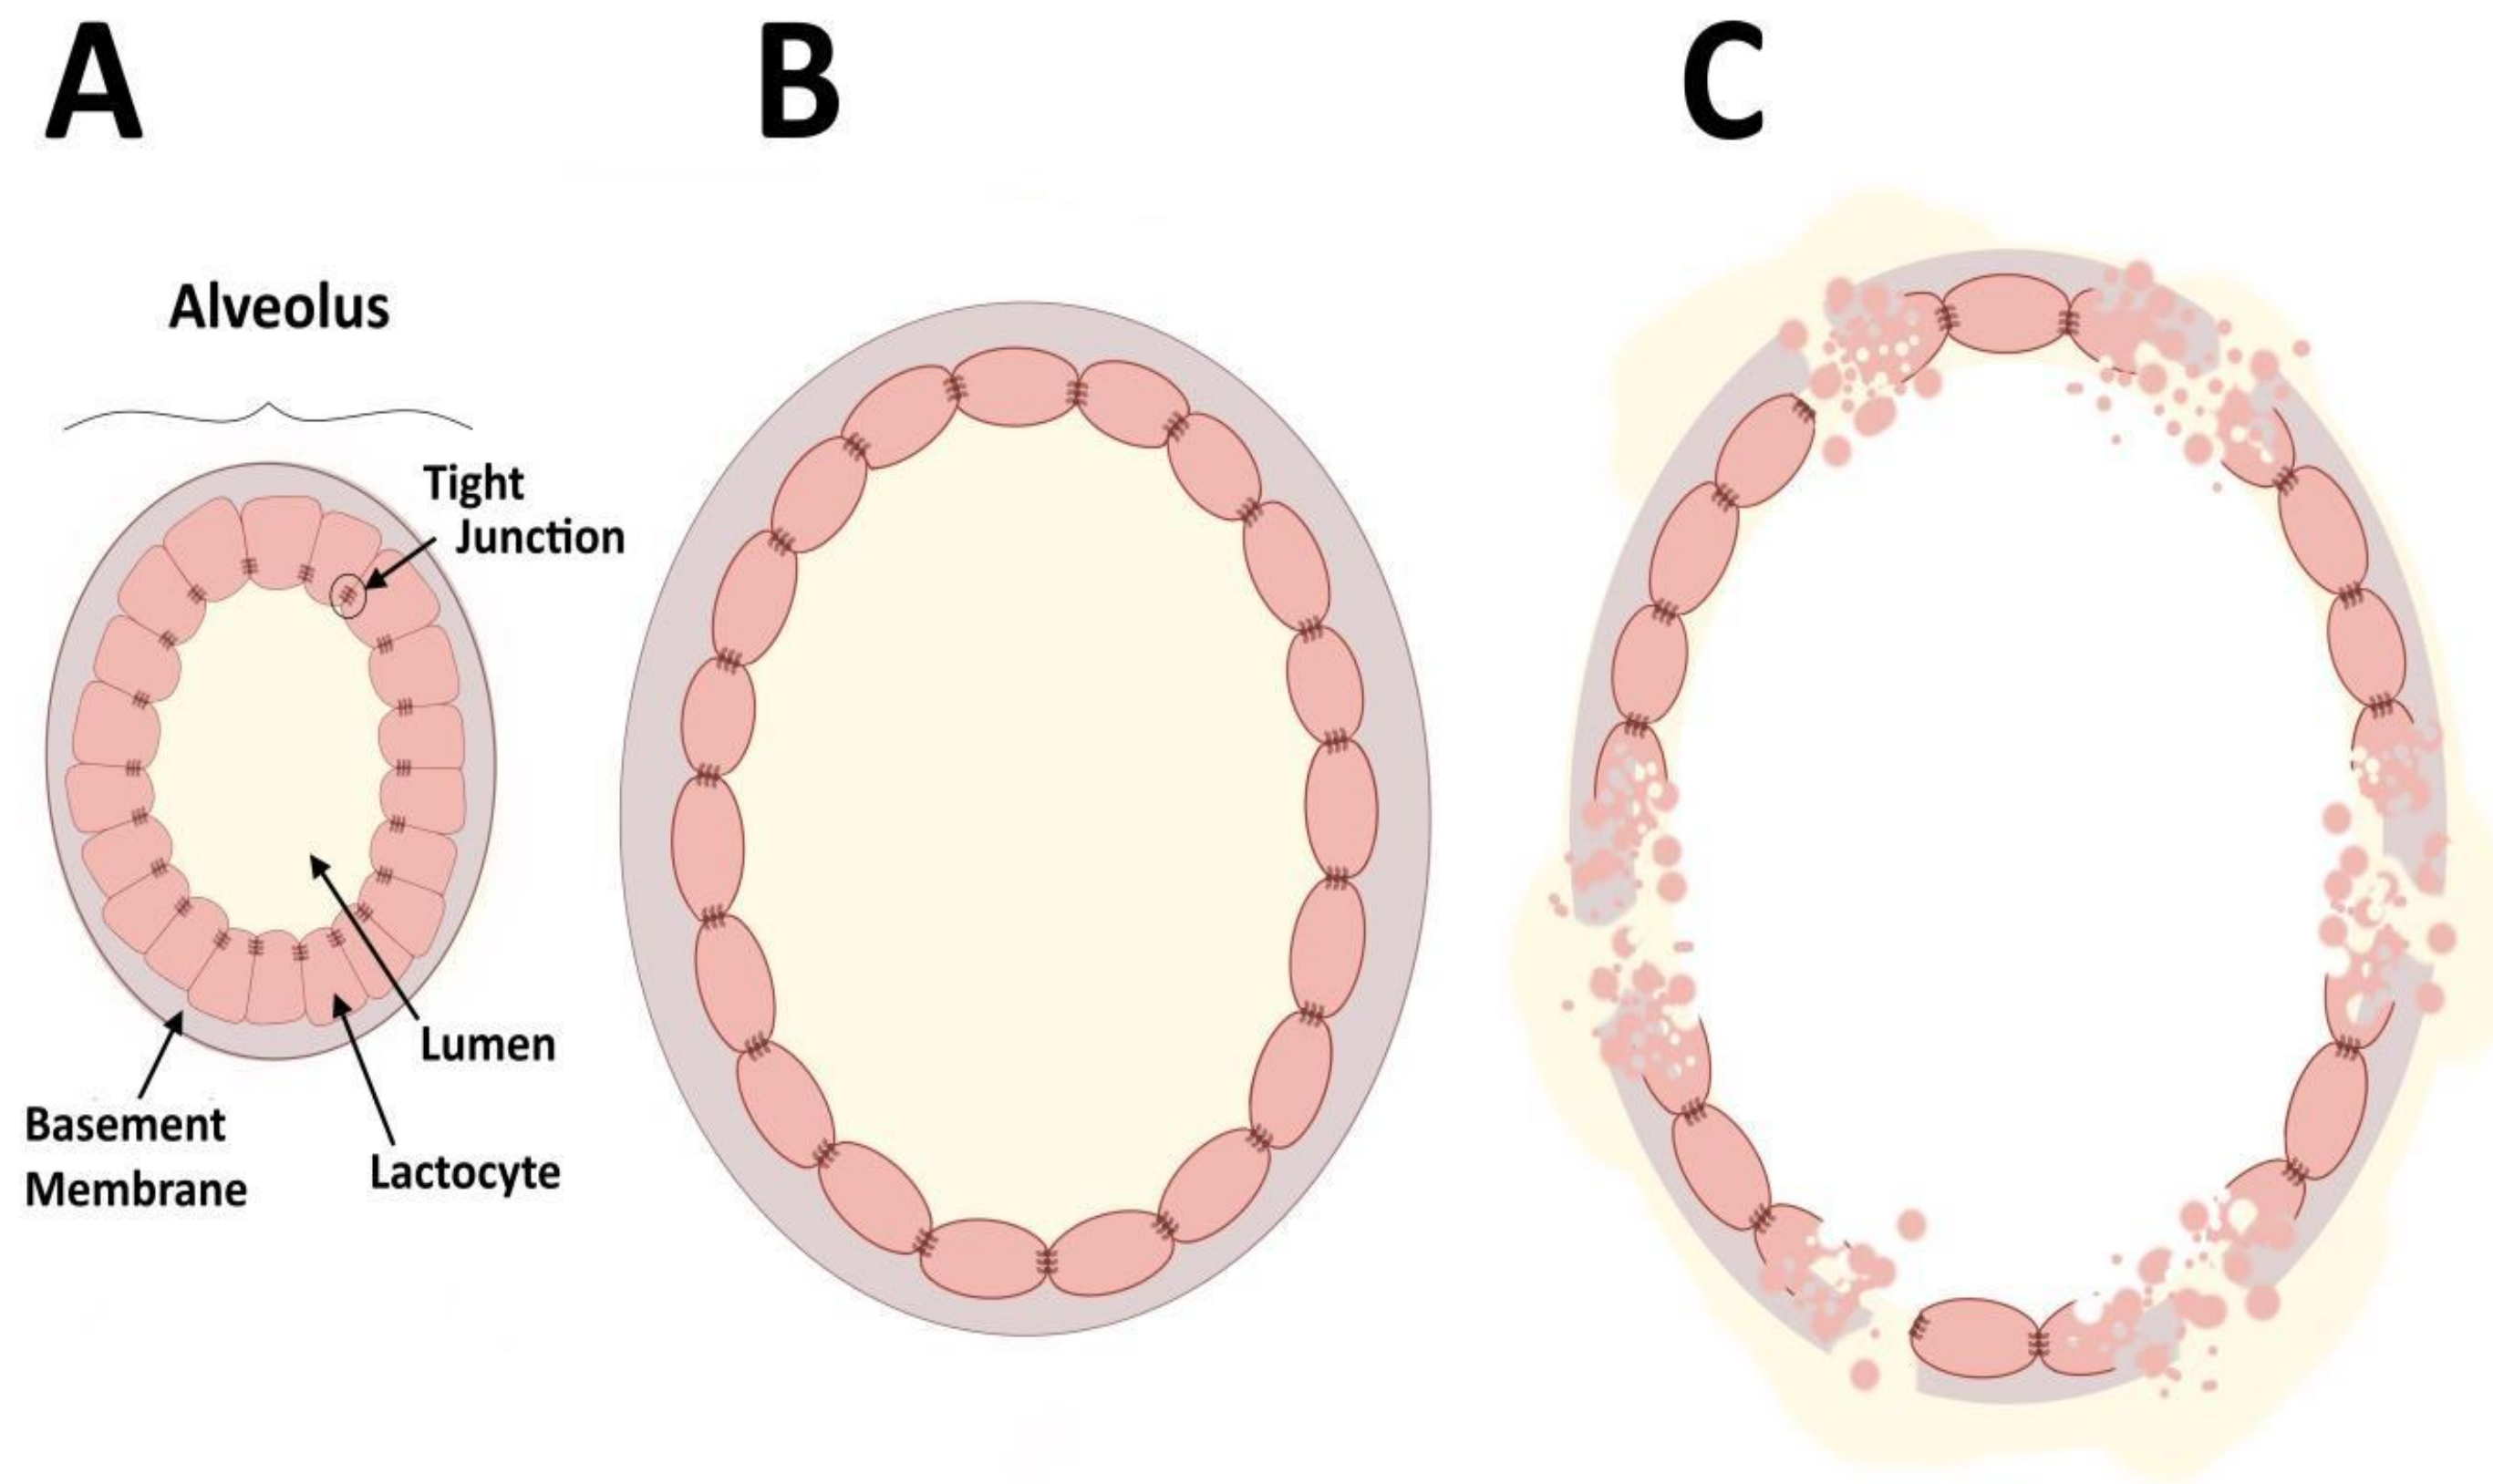 A
B
C
Alveolus
Tight
Junction
Lumen
Basement
Membrane
Lactocyte